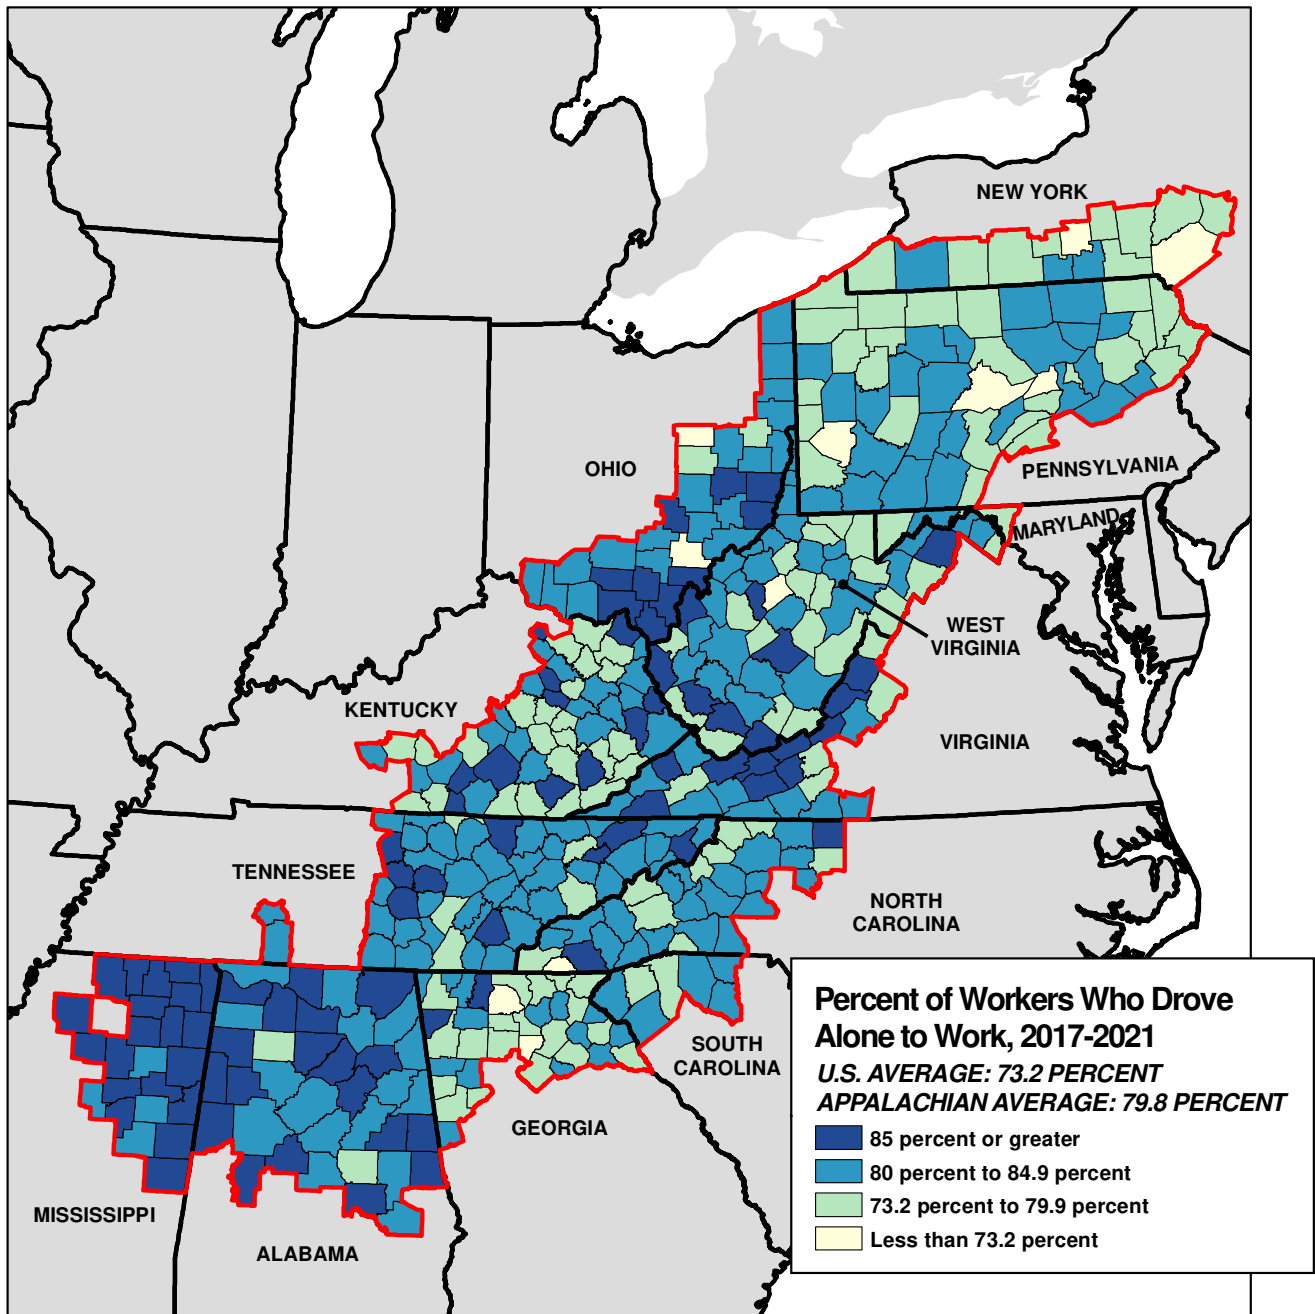 NEW YORK
OHIO
PENNSYLVANIA
MARYLAND
WEST
VIRGINIA
KENTUCKY
VIRGINIA
TENNESSEE
NORTH
CAROLINA
SOUTH
CAROLINA
GEORGIA
MISSISSIPPI
ALABAMA
Percent of Workers Who Drove
Alone to Work, 2017-2021
U.S. AVERAGE: 73.2 PERCENT
APPALACHIAN AVERAGE: 79.8 PERCENT
85 percent or greater
80 percent to 84.9 percent
73.2 percent to 79.9 percent
Less than 73.2 percent